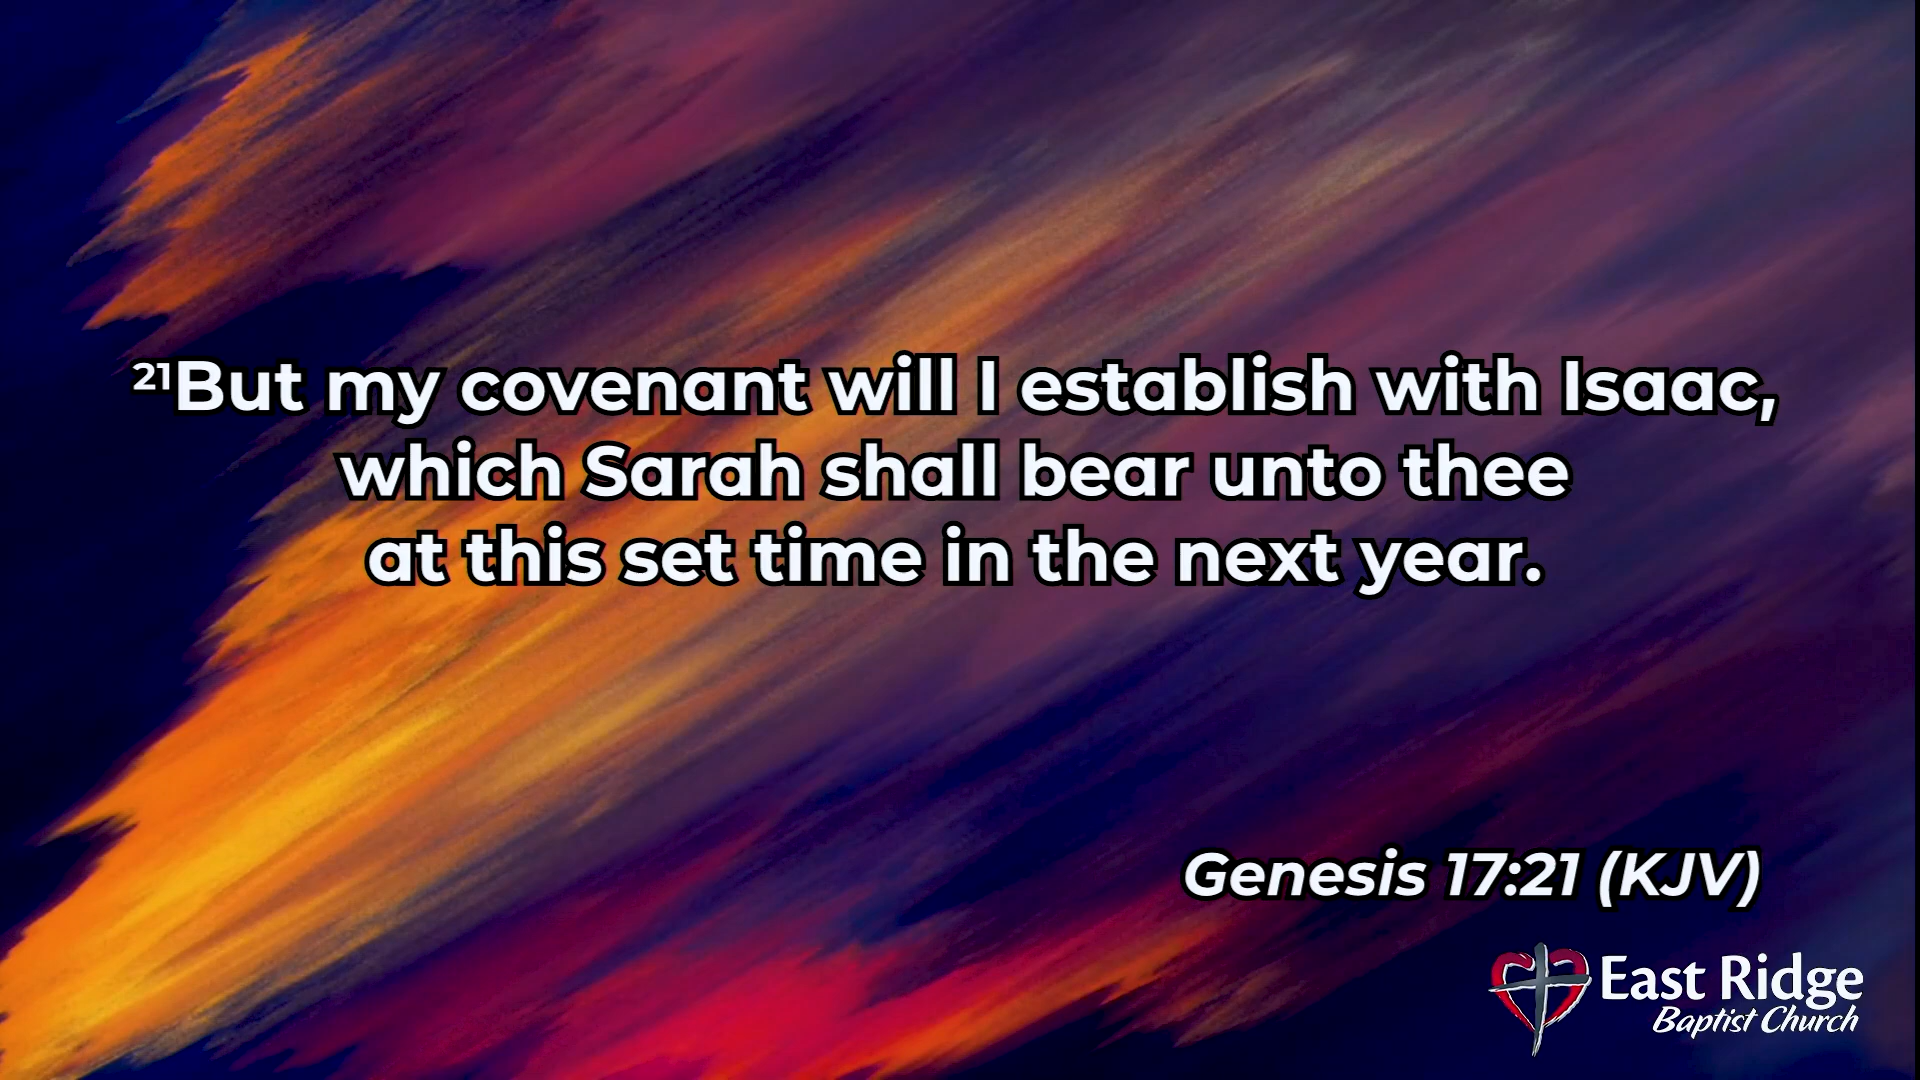 ²¹But my covenant will I establish with Isaac,
which Sarah shall bear unto thee
at this set time in the next year.
Genesis 17:21 (KJV)
East Ridge
Baptist Church